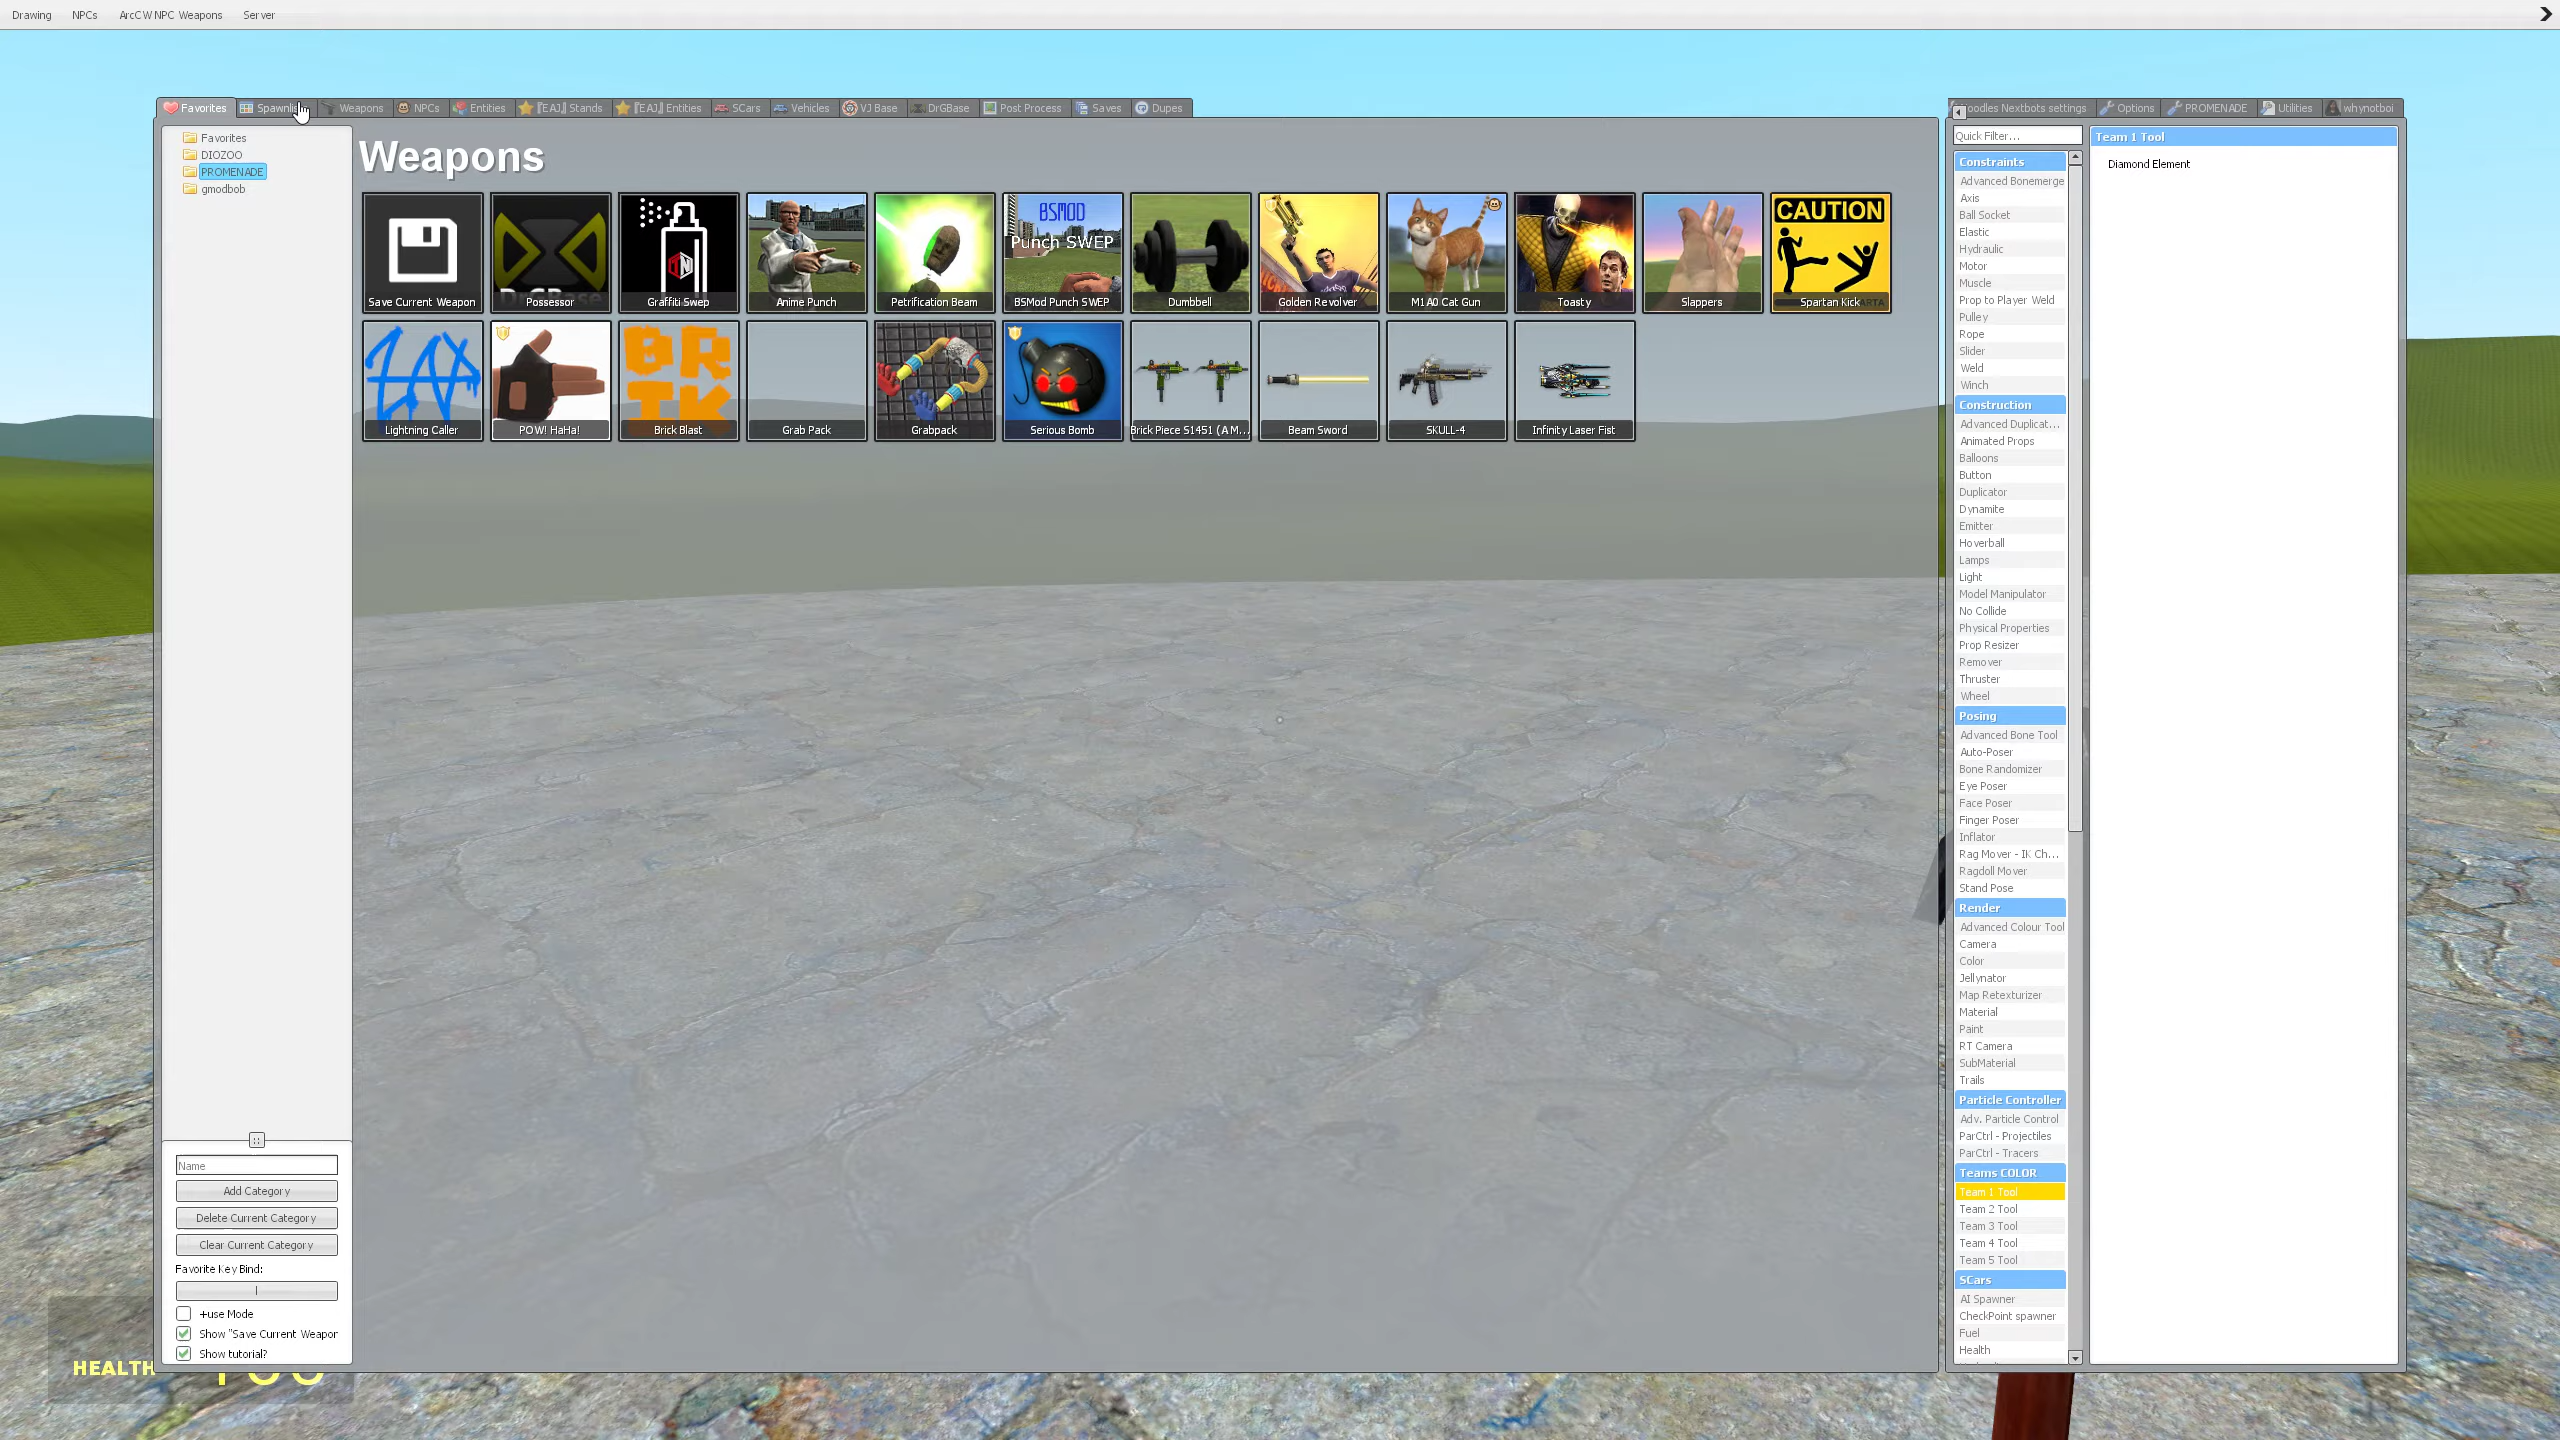 Drawing NPCs ArcCW NPC Weapons Server
Favorites Weapons NPCs Entities 『EAJ』 Stands 『EAJ』 Entities SCars Vehicles VJ Base DrGBase Post Process Saves Dupes
oodles Nextbots settings Options PROMENADE Utilities whynotboi
Favorites
DIOZOO
PROMENADE
gmodbob
Weapons
CAUTION
BSMOD
Punch SWEP
Save Current Weapon Possessor Graffiti Swep Anime Punch Petrification Beam BSMod Punch SWEP Dumbbell Golden Revolver M1A0 Cat Gun Toasty Slappers Spartan Kick
BR
Lightning Caller POW! HaHa! Brick Blast Grab Pack Grabpack Serious Bomb Brick Piece S1451 (AM... Beam Sword SKULL-4 Infinity Laser Fist
Name
Add Category
Delete Current Category
Clear Current Category
Favorite Key Bind:
+use Mode
Show "Save Current Weapor
Show tutorial?
HEALTH
Quick Filter...
Constraints
Advanced Bonemerge
Axis
Ball Socket
Elastic
Hydraulic
Motor
Muscle
Prop to Player Weld
Pulley
Rope
Slider
Weld
Winch
Construction
Advanced Duplicat...
Animated Props
Balloons
Button
Duplicator
Dynamite
Emitter
Hoverball
Lamps
Light
Model Manipulator
No Collide
Physical Properties
Prop Resizer
Remover
Thruster
Wheel
Posing
Advanced Bone Tool
Auto-Poser
Bone Randomizer
Eye Poser
Face Poser
Finger Poser
Inflator
Rag Mover - IK Ch...
Ragdoll Mover
Stand Pose
Render
Advanced Colour Tool
Camera
Color
Jellynator
Map Retexturizer
Material
Paint
RT Camera
SubMaterial
Trails
Particle Controller
Adv. Particle Control
ParCtrl - Projectiles
ParCtrl - Tracers
Teams COLOR
Team 1 Tool
Team 2 Tool
Team 3 Tool
Team 4 Tool
Team 5 Tool
SCars
AI Spawner
CheckPoint spawner
Fuel
Health
Team 1 Tool
Diamond Element